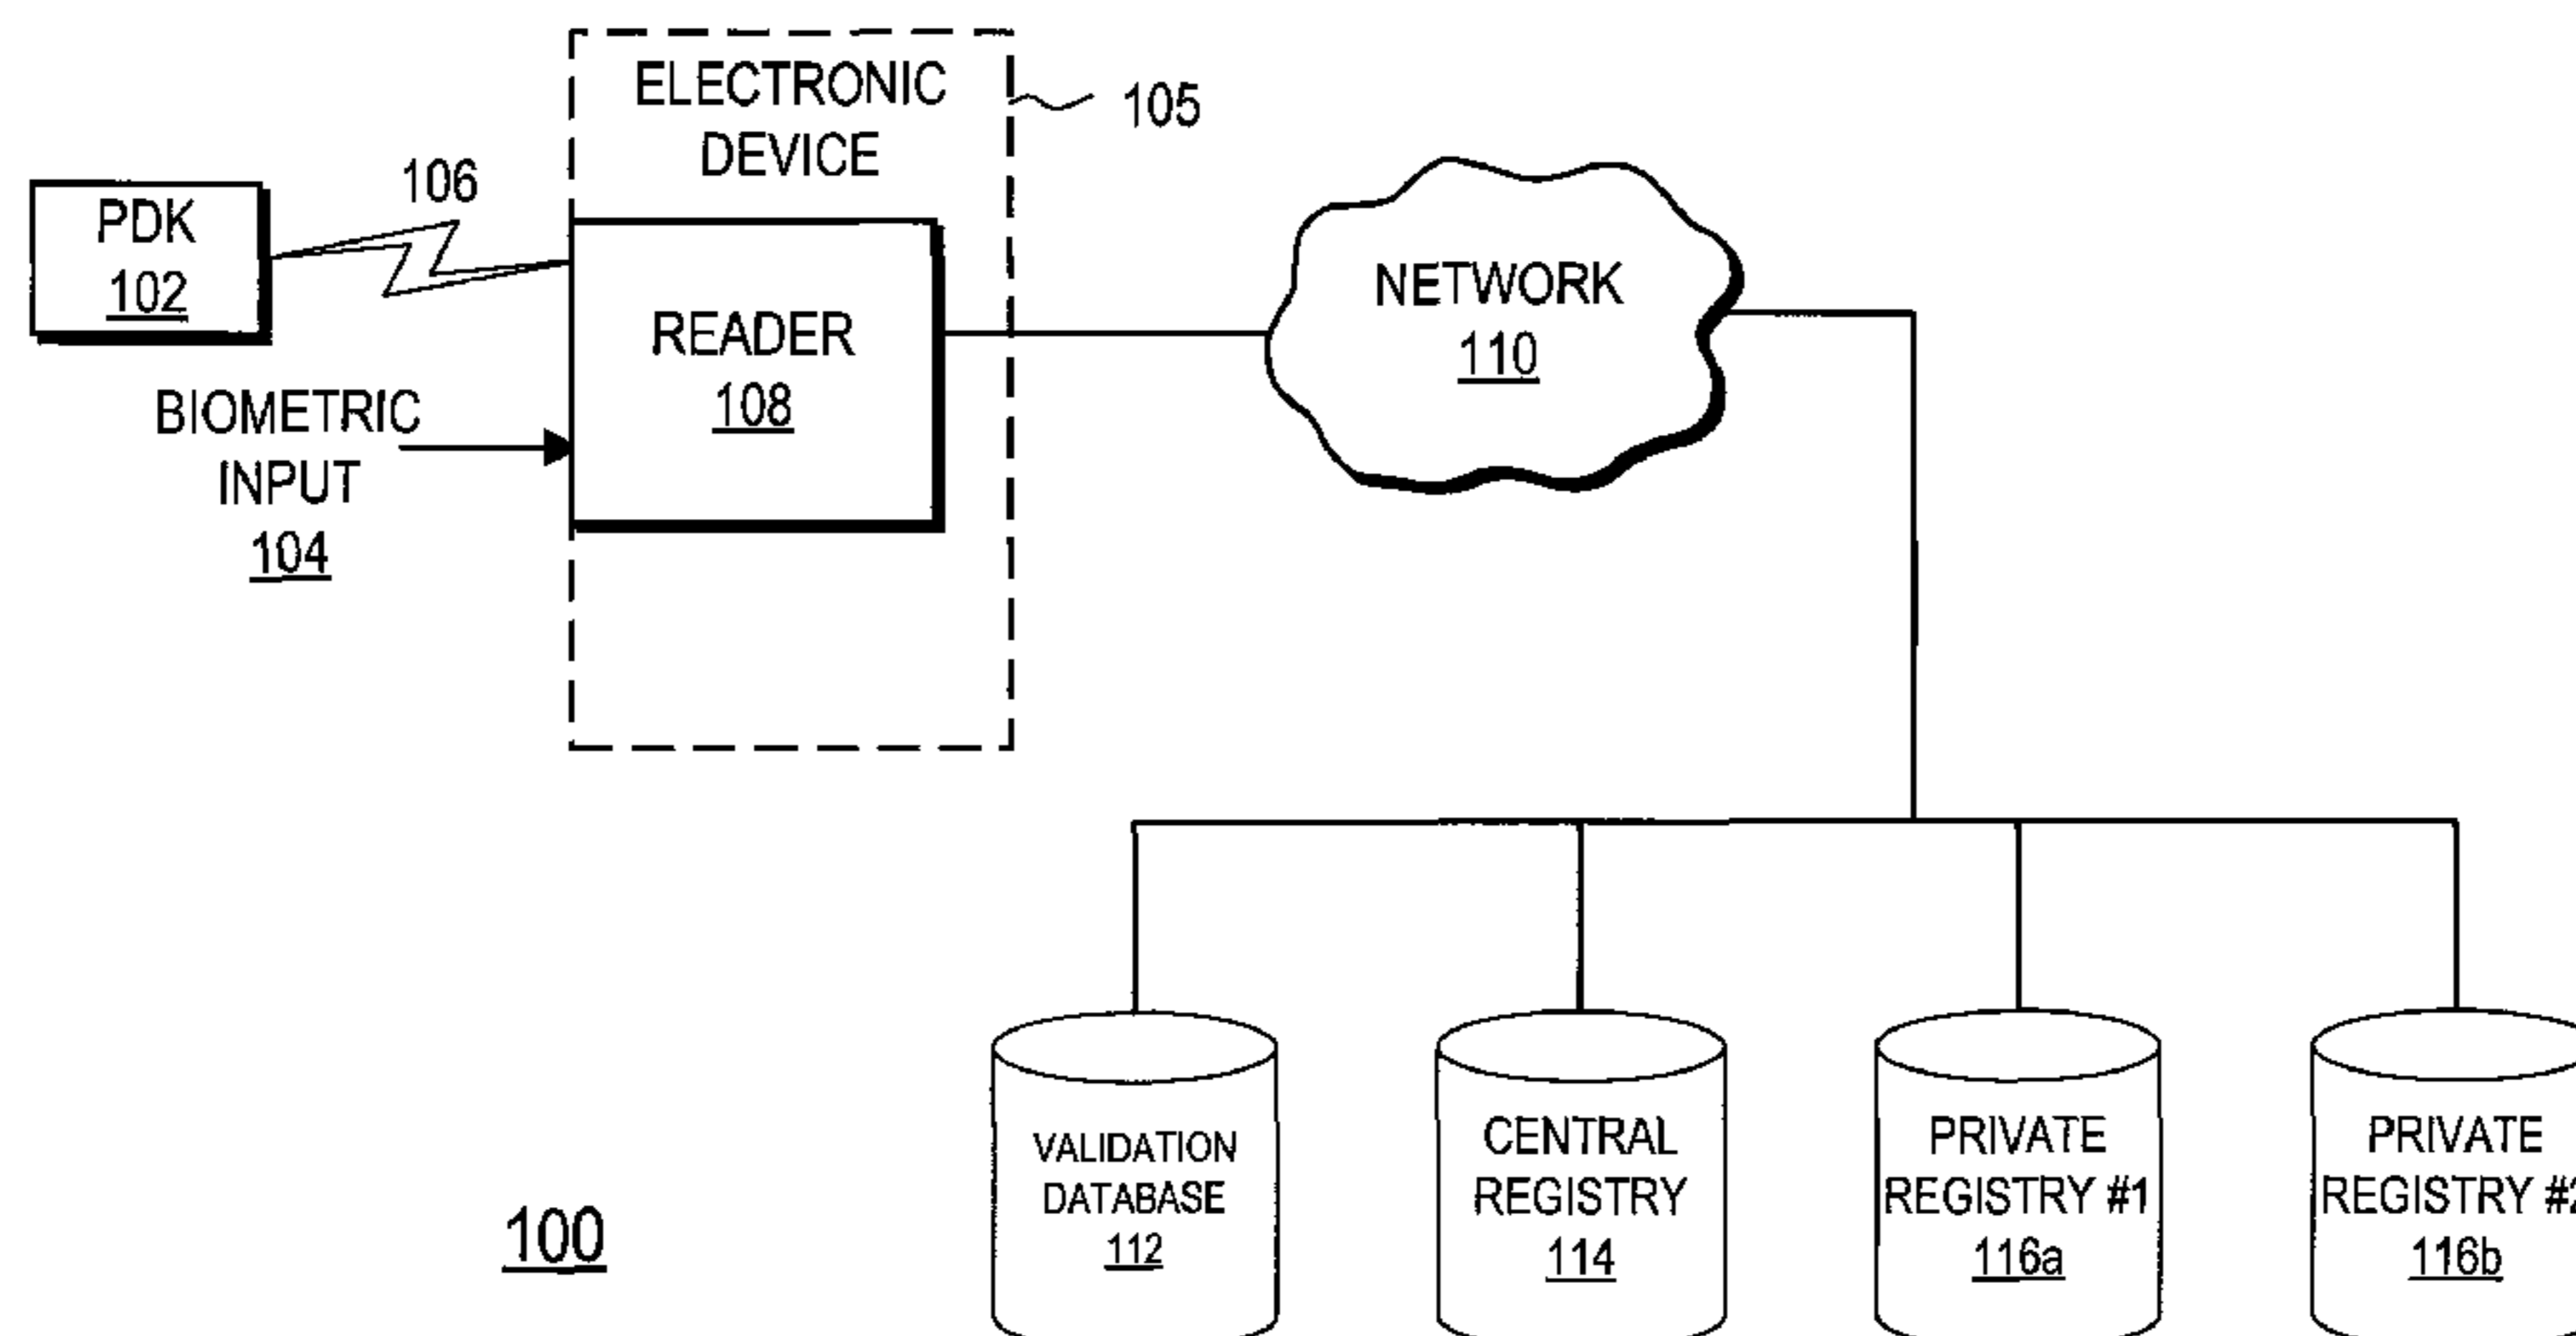 ELECTRONIC
DEVICE
105
PDK
102
106
READER
108
BIOMETRIC
INPUT
104
NETWORK
110
VALIDATION
DATABASE
112
CENTRAL
REGISTRY
114
PRIVATE
REGISTRY #1
116a
PRIVATE
REGISTRY #2
116b
100